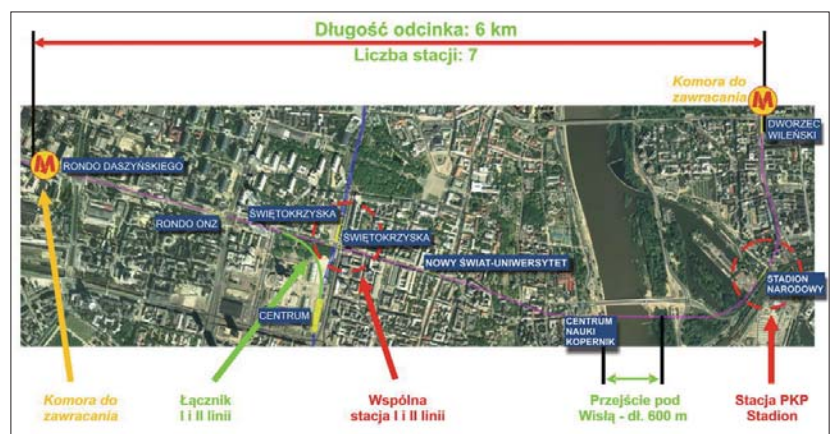 Długość odcinka: 6 km
Liczba stacji: 7
Komora do
zawracania
M
DWORZEC
WILEŃSKI
M
RONDO DASZYŃSKIEGO
RONDO ONZ
ŚWIĘTOKRZYSKA
ŚWIĘTOKRZYSKA
NOWY ŚWIAT-UNIWERSYTET
STADION
NARODOWY
CENTRUM
CENTRUM
NAUKI
KOPERNIK
Komora do
zawracania
Łącznik
I i II linii
Wspólna
stacja I i II linii
Przejście pod
Wisłą - dł. 600 m
Stacja PKP
Stadion